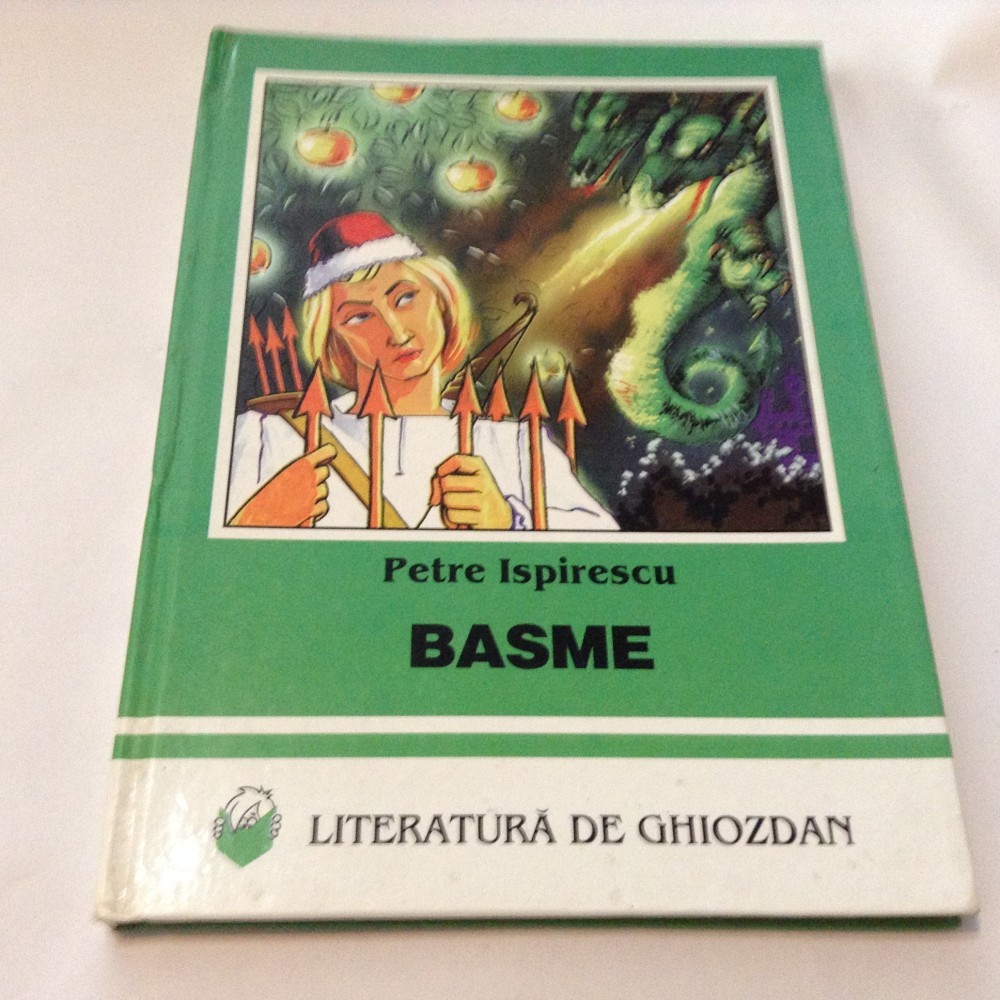 Petre Ispirescu
BASME
LITERATURĂ DE GHIOZDAN